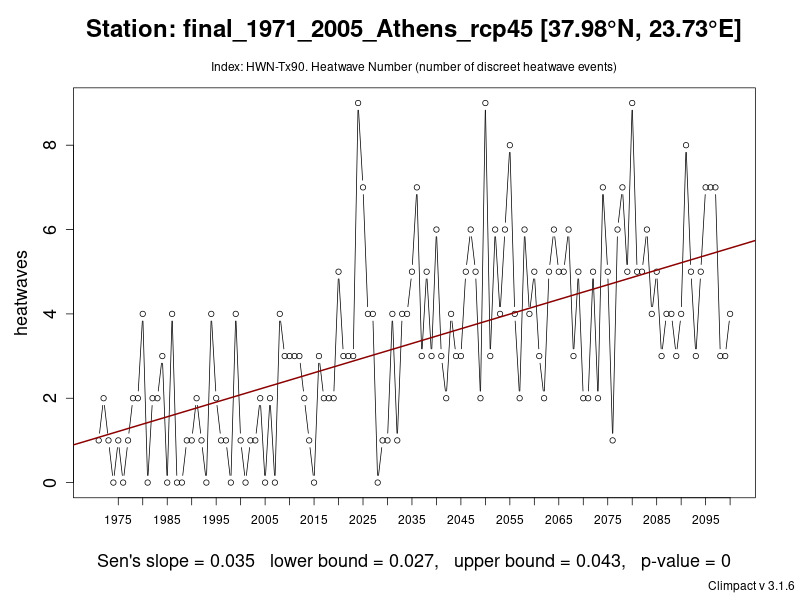 Station: final_1971_2005_Athens_rcp45 [37.98°N, 23.73°E]
Index: HWN-Tx90. Heatwave Number (number of discreet heatwave events)
heatwaves
8
6
4
2
0
1975 1985 1995 2005 2015 2025 2035 2045 2055 2065 2075 2085 2095
Sen's slope = 0.035 lower bound = 0.027, upper bound = 0.043, p-value = 0
Climpact v 3.1.6